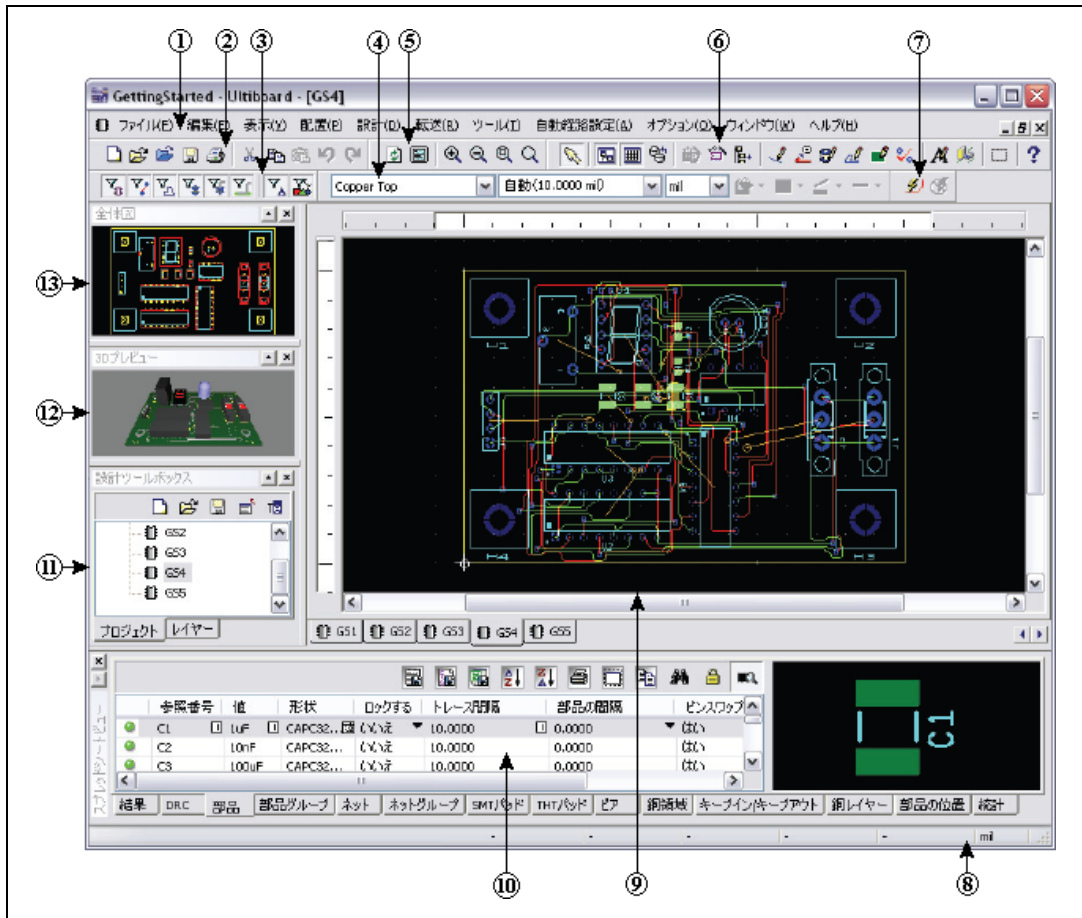 ① ② ③ ④ ⑤ ⑥ ⑦
GettingStarted - Ultiboard - [GS4]
ファイル(F) 編集(E) 表示(V) 配置(P) 設計(D) 転送(R) ツール(T) 自動経路設定(A) オプション(O) ウィンドウ(W) ヘルプ(H)
Copper Top 自動(10.0000 mil) mil
全体図
⑬
3Dプレビュー
⑫
設計ツールボックス
GS2
GS3
⑪ GS4
GS5
プロジェクト レイヤー
U3
U4
U2
J1
GS1 GS2 GS3 GS4 GS5
スプレッドシートビュー
参照番号 値 形状 ロックする トレース間隔 部品の間隔 ピンスワップ
C1 1uF CAPC32... いいえ 10.0000 0.0000 はい
C2 10nF CAPC32... いいえ 10.0000 0.0000 はい
C3 100uF CAPC32... いいえ 10.0000 0.0000 はい
C1
結果 DRC 部品 部品グループ ネット ネットグループ SMTパッド THTパッド ビア 銅領域 キープイン/キープアウト 銅レイヤー 部品の位置 統計
- - - - - mil
⑩ ⑨ ⑧